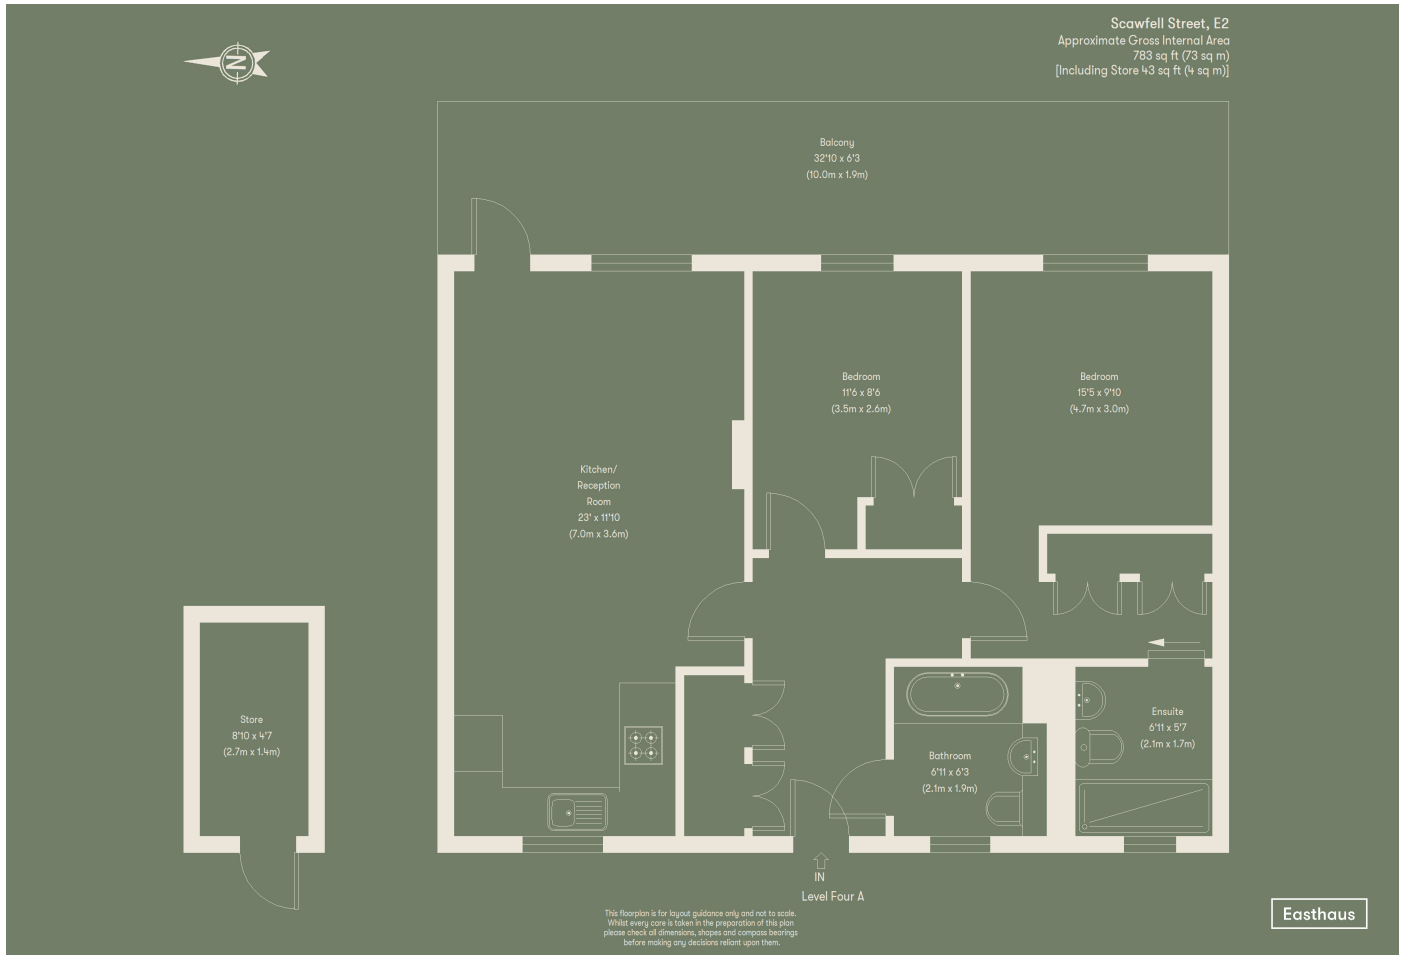 Scawfell Street, E2
Approximate Gross Internal Area
783 sq ft (73 sq m)
[Including Store 43 sq ft (4 sq m)]
N
Balcony
32'10 x 6'3
(10.0m x 1.9m)
Bedroom
11'6 x 8'6
(3.5m x 2.6m)
Bedroom
15'5 x 9'10
(4.7m x 3.0m)
Kitchen/
Reception
Room
23' x 11'10
(7.0m x 3.6m)
Store
8'10 x 4'7
(2.7m x 1.4m)
Ensuite
6'11 x 5'7
(2.1m x 1.7m)
Bathroom
6'11 x 6'3
(2.1m x 1.9m)
IN
Level Four A
This floorplan is for layout guidance only and not to scale.
Whilst every care is taken in the preparation of this plan
please check all dimensions, shapes and compass bearings
before making any decisions reliant upon them.
Easthaus